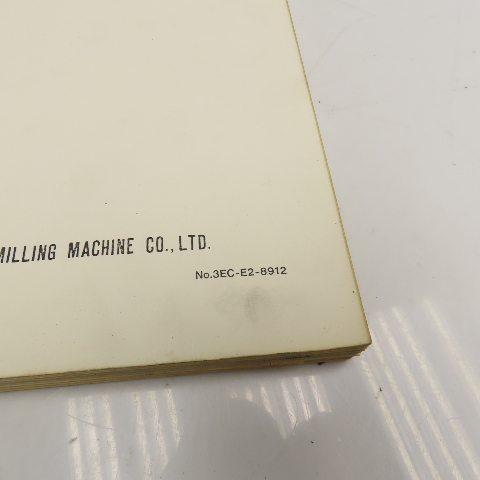 MILLING MACHINE CO., LTD.
No.3EC-E2-8912